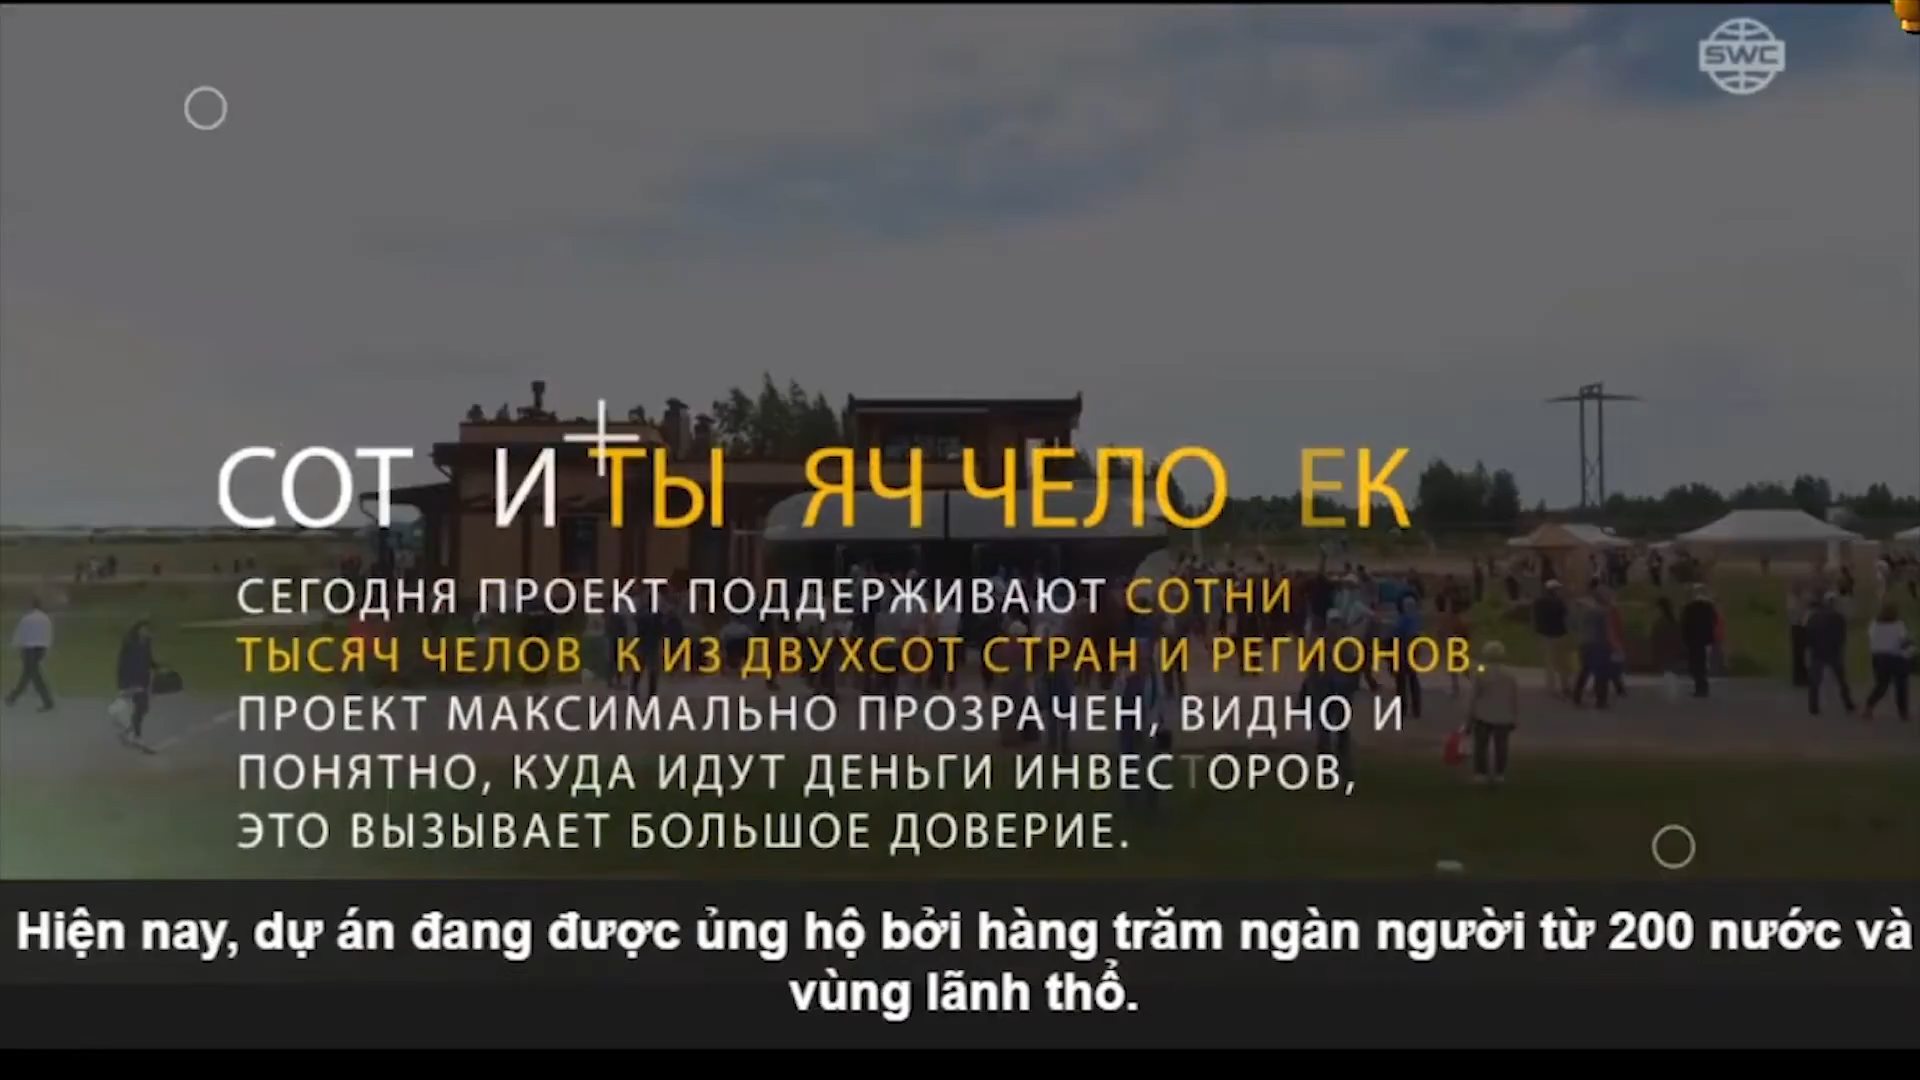 SWC
СОТ И ТЫ ЯЧ ЧЕЛО ЕК
СЕГОДНЯ ПРОЕКТ ПОДДЕРЖИВАЮТ СОТНИ
ТЫСЯЧ ЧЕЛОВ К ИЗ ДВУХСОТ СТРАН И РЕГИОНОВ.
ПРОЕКТ МАКСИМАЛЬНО ПРОЗРАЧЕН, ВИДНО И
ПОНЯТНО, КУДА ИДУТ ДЕНЬГИ ИНВЕСТОРОВ,
ЭТО ВЫЗЫВАЕТ БОЛЬШОЕ ДОВЕРИЕ.
Hiện nay, dự án đang được ủng hộ bởi hàng trăm ngàn người từ 200 nước và
vùng lãnh thổ.